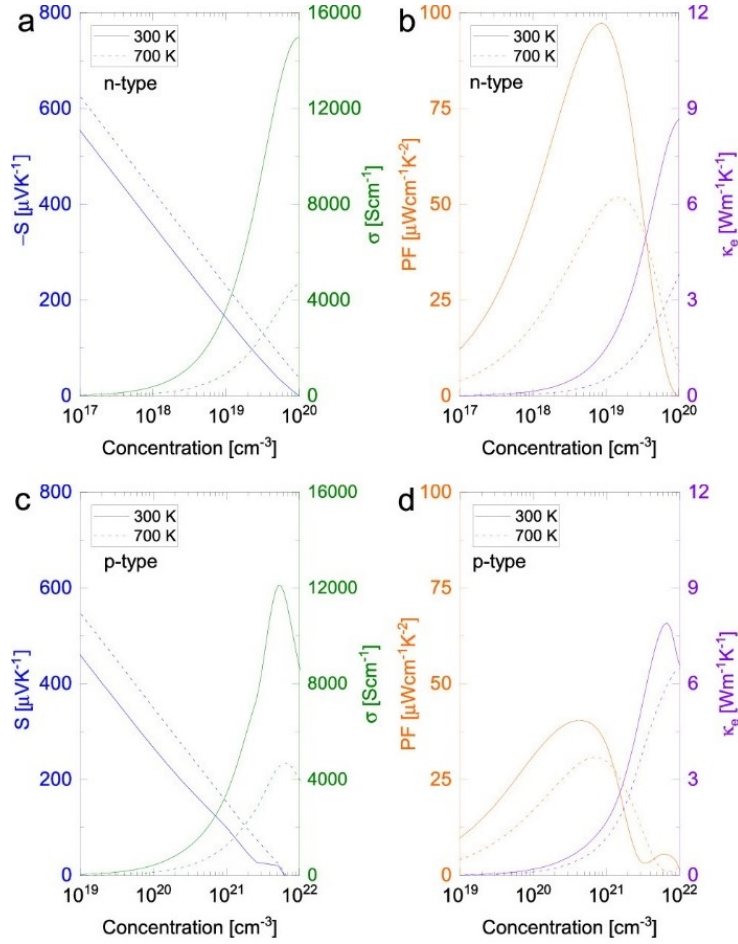 a
300 K
700 K
n-type
800
600
400
200
0
−S [μVK⁻¹]
16000
12000
8000
4000
0
σ [Scm⁻¹]
10¹⁷
10¹⁸
10¹⁹
10²⁰
Concentration [cm⁻³]
b
300 K
700 K
n-type
100
75
50
25
0
PF [μWcm⁻¹K⁻²]
12
9
6
3
0
κₑ [Wm⁻¹K⁻¹]
10¹⁷
10¹⁸
10¹⁹
10²⁰
Concentration [cm⁻³]
c
300 K
700 K
p-type
800
600
400
200
0
S [μVK⁻¹]
16000
12000
8000
4000
0
σ [Scm⁻¹]
10¹⁹
10²⁰
10²¹
10²²
Concentration [cm⁻³]
d
300 K
700 K
p-type
100
75
50
25
0
PF [μWcm⁻¹K⁻²]
12
9
6
3
0
κₑ [Wm⁻¹K⁻¹]
10¹⁹
10²⁰
10²¹
10²²
Concentration [cm⁻³]